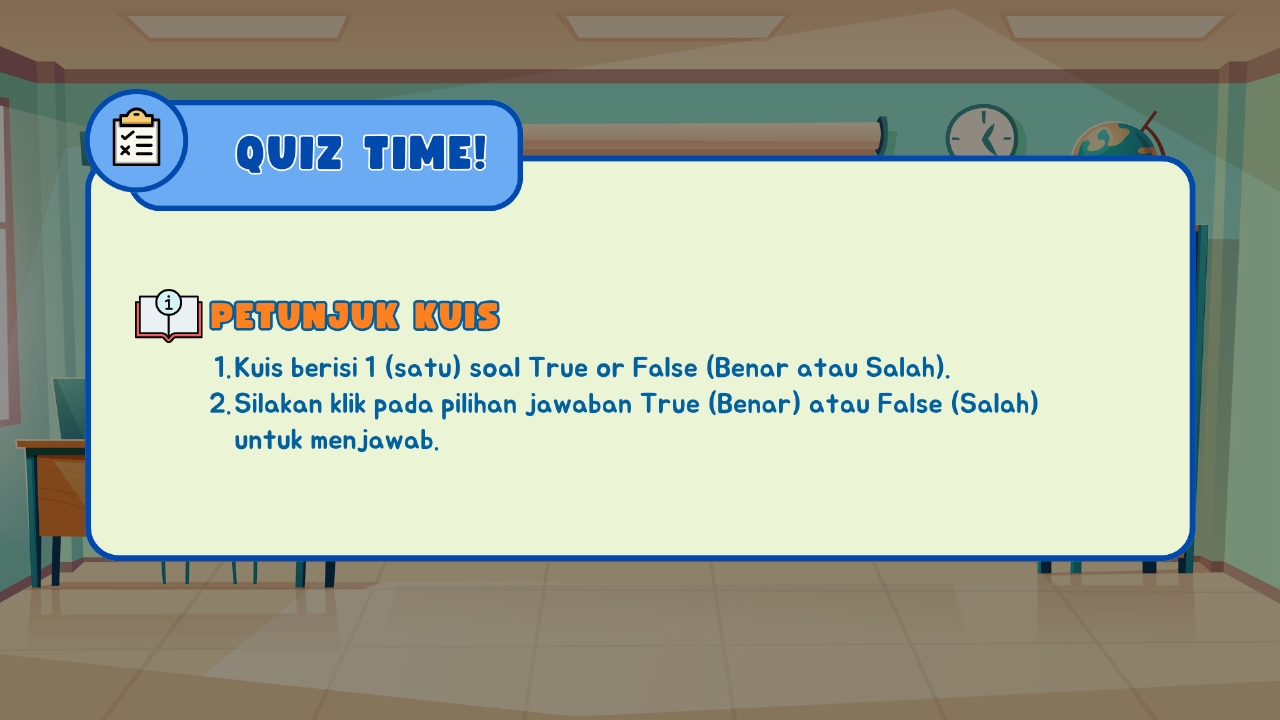 QUIZ TIME!
PETUNJUK KUIS
1. Kuis berisi 1 (satu) soal True or False (Benar atau Salah).
2. Silakan klik pada pilihan jawaban True (Benar) atau False (Salah)
untuk menjawab.